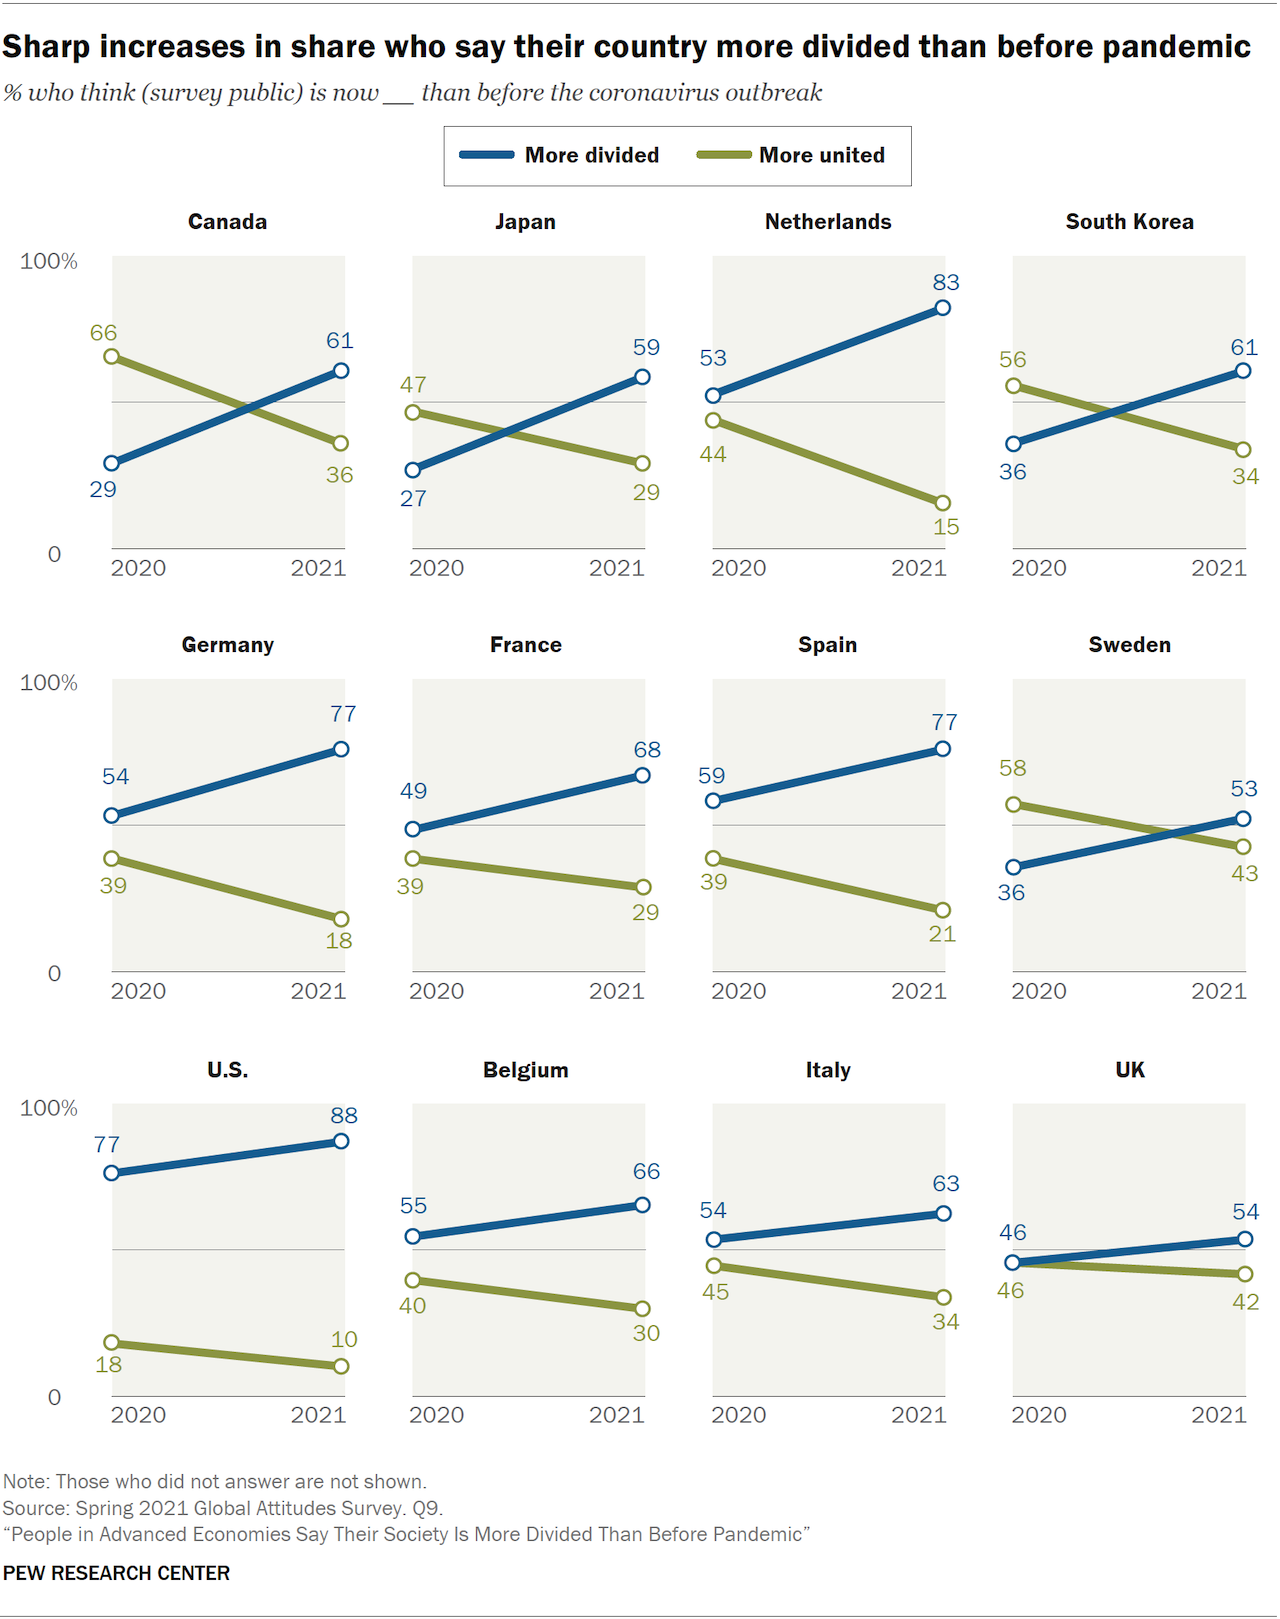 Sharp increases in share who say their country more divided than before pandemic
% who think (survey public) is now __ than before the coronavirus outbreak
More divided More united
Canada Japan Netherlands South Korea
100%
66 61 29 36
47 59 27 29
53 83 44 15
56 61 36 34
0
2020 2021 2020 2021 2020 2021 2020 2021
Germany France Spain Sweden
100%
54 77 39 18
49 68 39 29
59 77 39 21
58 53 36 43
0
2020 2021 2020 2021 2020 2021 2020 2021
U.S. Belgium Italy UK
100%
77 88 18 10
55 66 40 30
54 63 45 34
46 54 46 42
0
2020 2021 2020 2021 2020 2021 2020 2021
Note: Those who did not answer are not shown.
Source: Spring 2021 Global Attitudes Survey. Q9.
“People in Advanced Economies Say Their Society Is More Divided Than Before Pandemic”
PEW RESEARCH CENTER